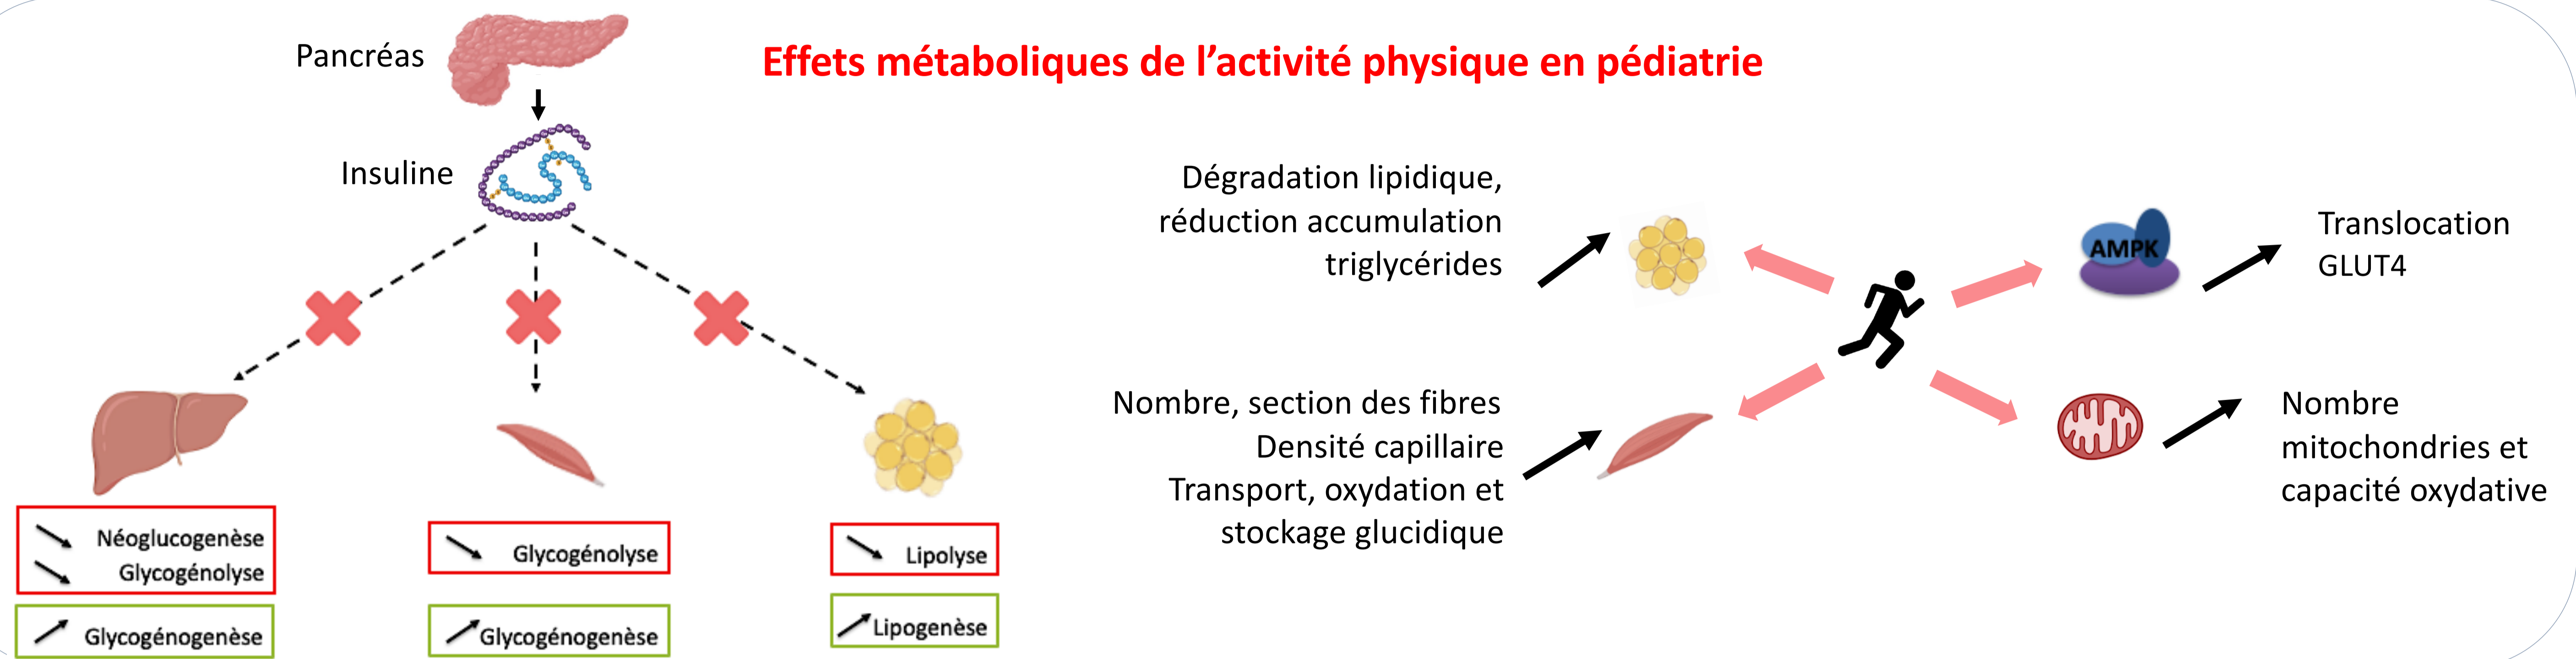 Effets métaboliques de l'activité physique en pédiatrie
Pancréas
Insuline
Néoglucogenèse
Glycogénolyse
Glycogénogenèse
Glycogénolyse
Glycogénogenèse
Lipolyse
Lipogenèse
Dégradation lipidique,
réduction accumulation
triglycérides
Nombre, section des fibres
Densité capillaire
Transport, oxydation et
stockage glucidique
AMPK
Translocation
GLUT4
Nombre
mitochondries et
capacité oxydative